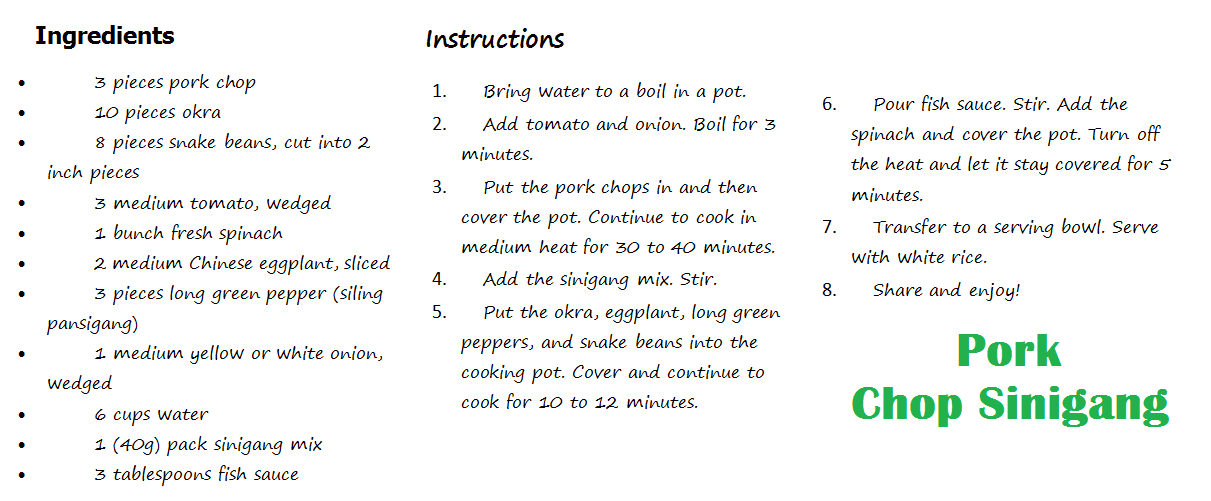 Ingredients
• 3 pieces pork chop
• 10 pieces okra
• 8 pieces snake beans, cut into 2
inch pieces
• 3 medium tomato, wedged
• 1 bunch fresh spinach
• 2 medium Chinese eggplant, sliced
• 3 pieces long green pepper (siling
pansigang)
• 1 medium yellow or white onion,
wedged
• 6 cups water
• 1 (40g) pack sinigang mix
• 3 tablespoons fish sauce
Instructions
1. Bring water to a boil in a pot.
2. Add tomato and onion. Boil for 3
minutes.
3. Put the pork chops in and then
cover the pot. Continue to cook in
medium heat for 30 to 40 minutes.
4. Add the sinigang mix. Stir.
5. Put the okra, eggplant, long green
peppers, and snake beans into the
cooking pot. Cover and continue to
cook for 10 to 12 minutes.
6. Pour fish sauce. Stir. Add the
spinach and cover the pot. Turn off
the heat and let it stay covered for 5
minutes.
7. Transfer to a serving bowl. Serve
with white rice.
8. Share and enjoy!
Pork
Chop Sinigang